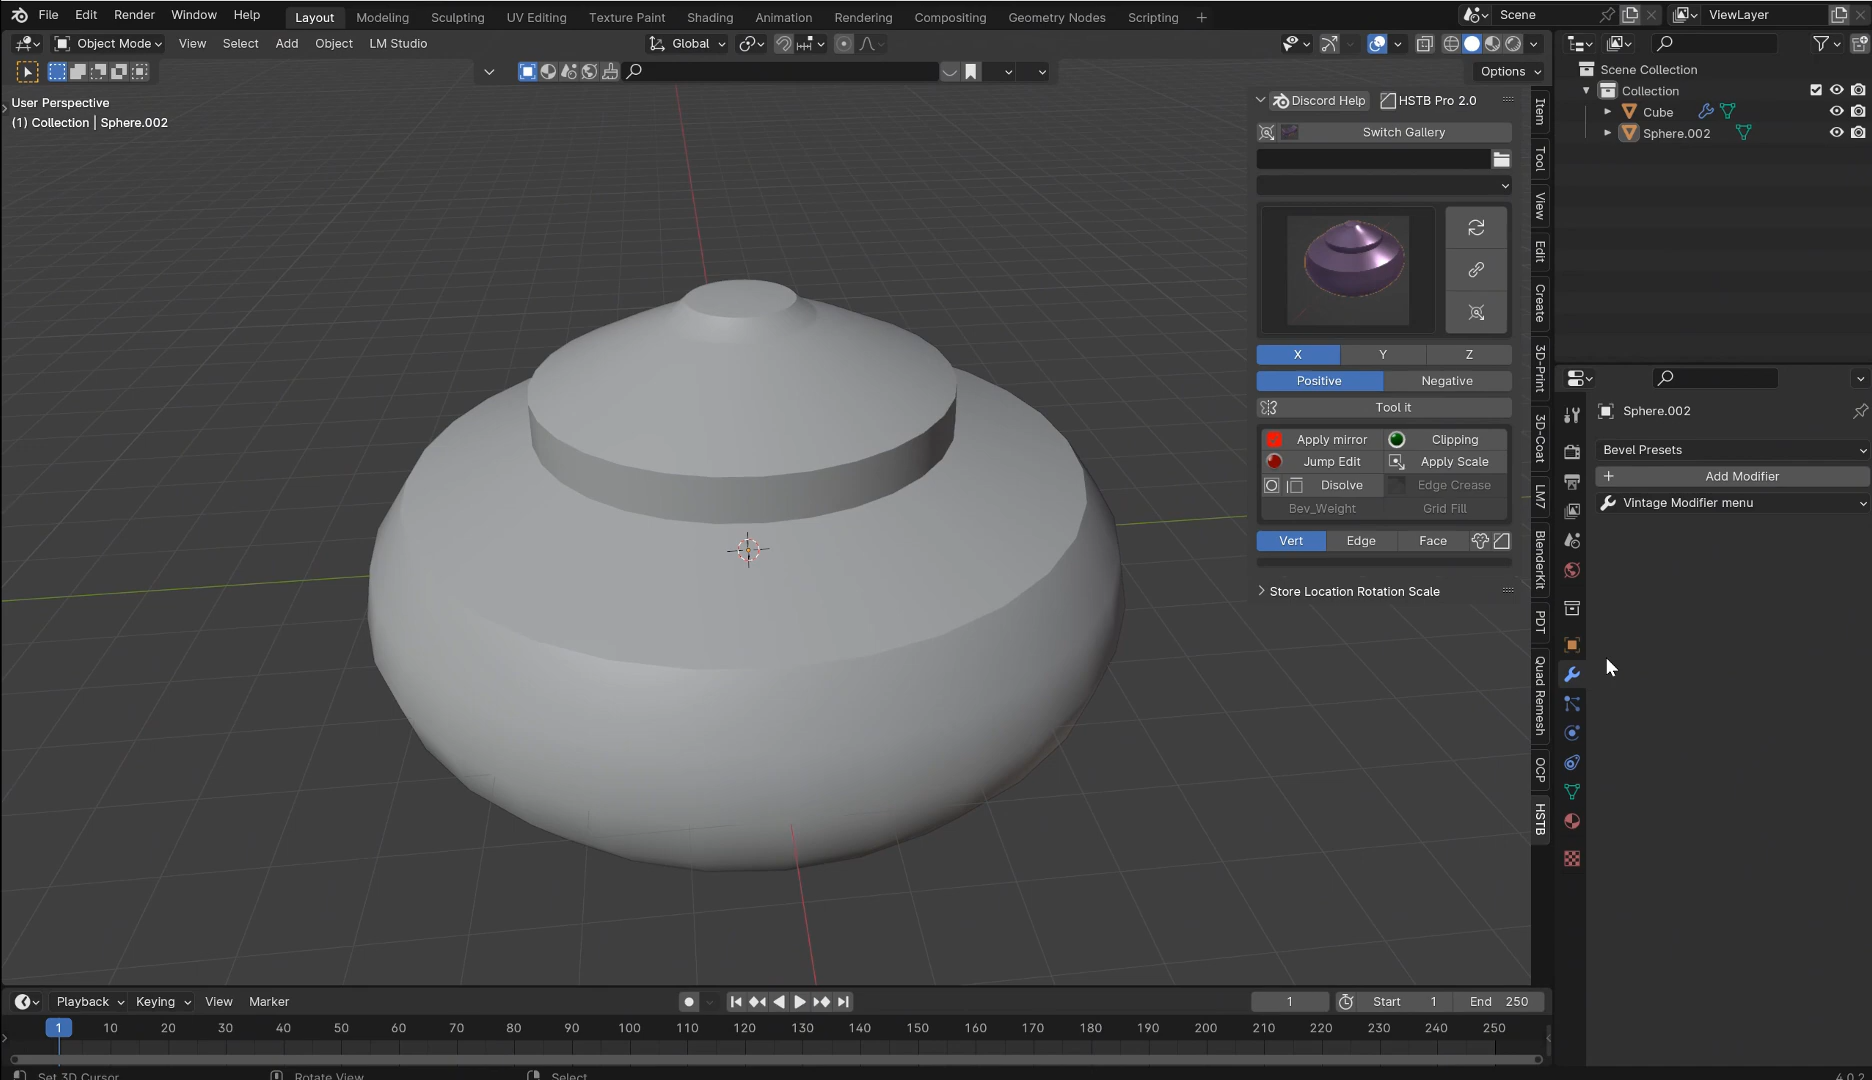 File Edit Render Window Help Layout Modeling Sculpting UV Editing Texture Paint Shading Animation Rendering Compositing Geometry Nodes Scripting + Scene ViewLayer
Object Mode View Select Add Object LM Studio Global
Options
User Perspective
(1) Collection | Sphere.002
Discord Help HSTB Pro 2.0
Switch Gallery
X Y Z
Positive Negative
Tool it
Apply mirror Clipping
Jump Edit Apply Scale
Disolve Edge Crease
Bev_Weight Grid Fill
Vert Edge Face
Store Location Rotation Scale
Item
Tool
View
Edit
Create
3D-Print
3D-Coat
LM7
BlenderKit
PDT
Quad Remesh
OCP
HSTB
Scene Collection
Collection
Cube
Sphere.002
Sphere.002
Bevel Presets
+ Add Modifier
Vintage Modifier menu
Playback Keying View Marker 1 Start 1 End 250
1 10 20 30 40 50 60 70 80 90 100 110 120 130 140 150 160 170 180 190 200 210 220 230 240 250
Set 3D Cursor Rotate View Select 4.0.2